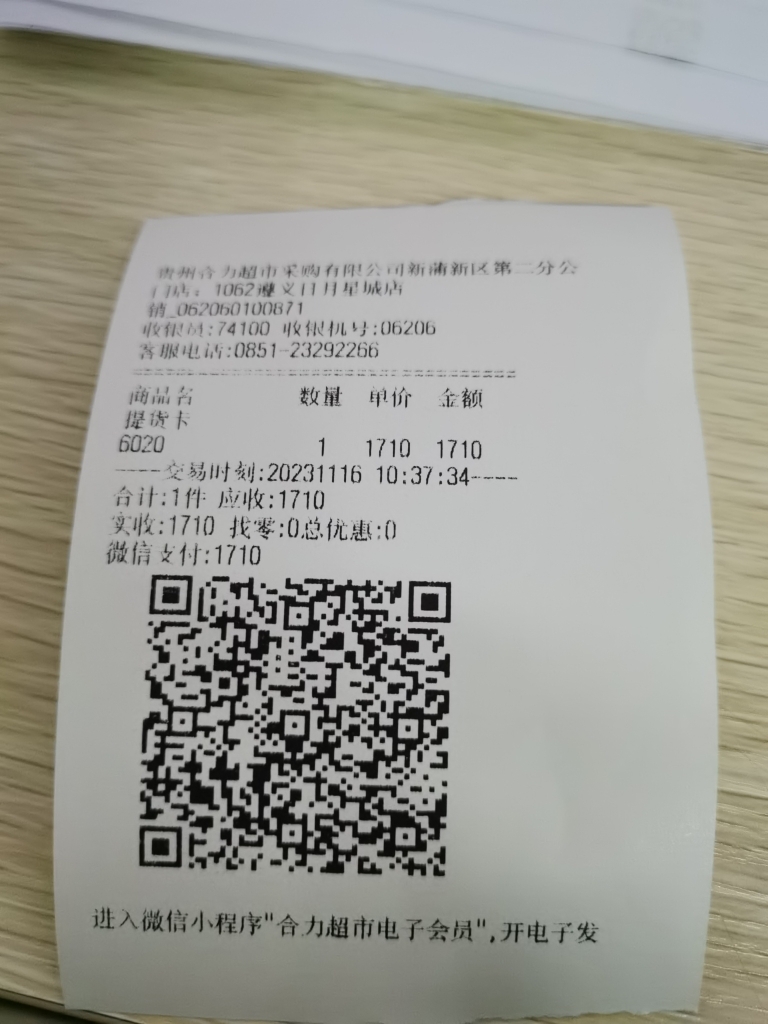 贵州合力超市采购有限公司新蒲新区第二分公
门店: 1062遵义日月星城店
销_062060100871
收银员:74100 收银机号:06206
客服电话:0851-23292266
商品名 数量 单价 金额
提货卡
6020 1 1710 1710
----交易时刻:20231116 10:37:34----
合计:1件 应收:1710
实收:1710 找零:0总优惠:0
微信支付:1710
进入微信小程序"合力超市电子会员",开电子发